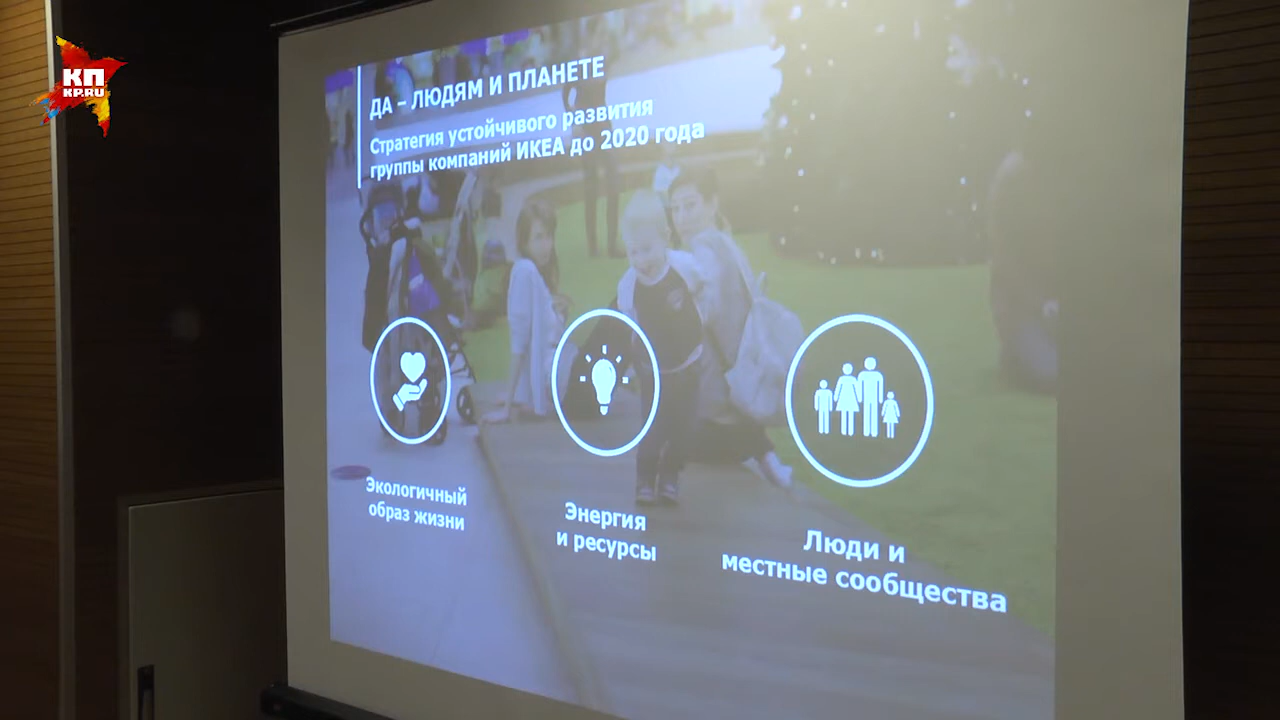 КП
KP.RU
ДА – ЛЮДЯМ И ПЛАНЕТЕ
Стратегия устойчивого развития
группы компаний ИКЕА до 2020 года
Экологичный
образ жизни
Энергия
и ресурсы
Люди и
местные сообщества